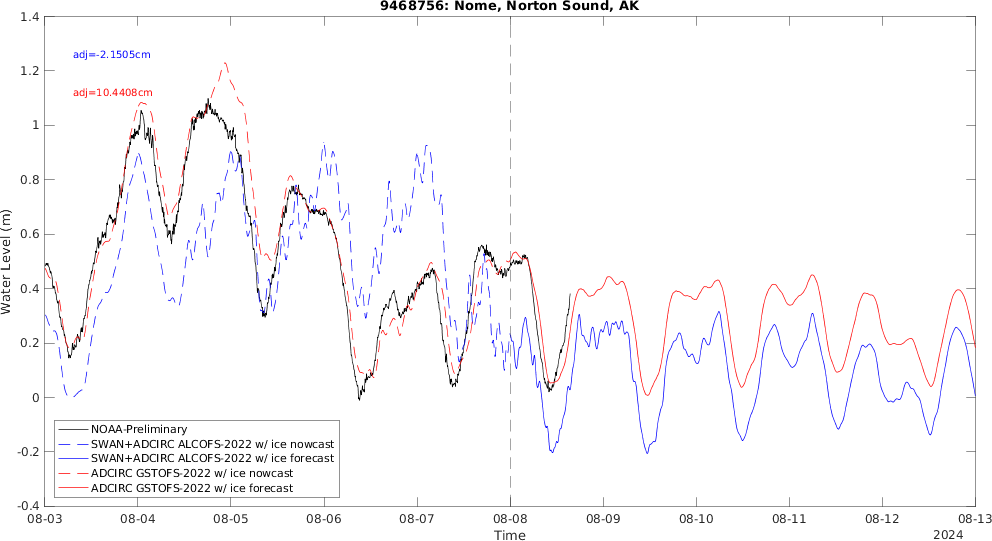 9468756: Nome, Norton Sound, AK
adj=-2.1505cm
adj=10.4408cm
Water Level (m)
1.4
1.2
1
0.8
0.6
0.4
0.2
0
-0.2
-0.4
NOAA-Preliminary
SWAN+ADCIRC ALCOFS-2022 w/ ice nowcast
SWAN+ADCIRC ALCOFS-2022 w/ ice forecast
ADCIRC GSTOFS-2022 w/ ice nowcast
ADCIRC GSTOFS-2022 w/ ice forecast
08-03 08-04 08-05 08-06 08-07 08-08 08-09 08-10 08-11 08-12 08-13
Time
2024